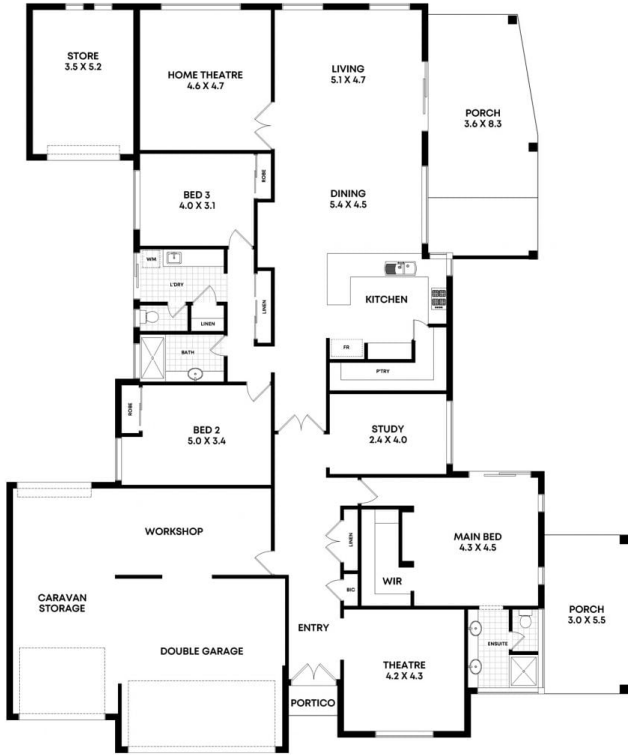 STORE
3.5 X 5.2
HOME THEATRE
4.6 X 4.7
LIVING
5.1 X 4.7
PORCH
3.6 X 8.3
BED 3
4.0 X 3.1
ROBE
DINING
5.4 X 4.5
WM
L'DRY
LINEN
LINEN
KITCHEN
BATH
FR
P'TRY
ROBE
BED 2
5.0 X 3.4
STUDY
2.4 X 4.0
WORKSHOP
LINEN
MAIN BED
4.3 X 4.5
WIR
BIC
CARAVAN
STORAGE
PORCH
3.0 X 5.5
ENTRY
ENSUITE
DOUBLE GARAGE
THEATRE
4.2 X 4.3
PORTICO